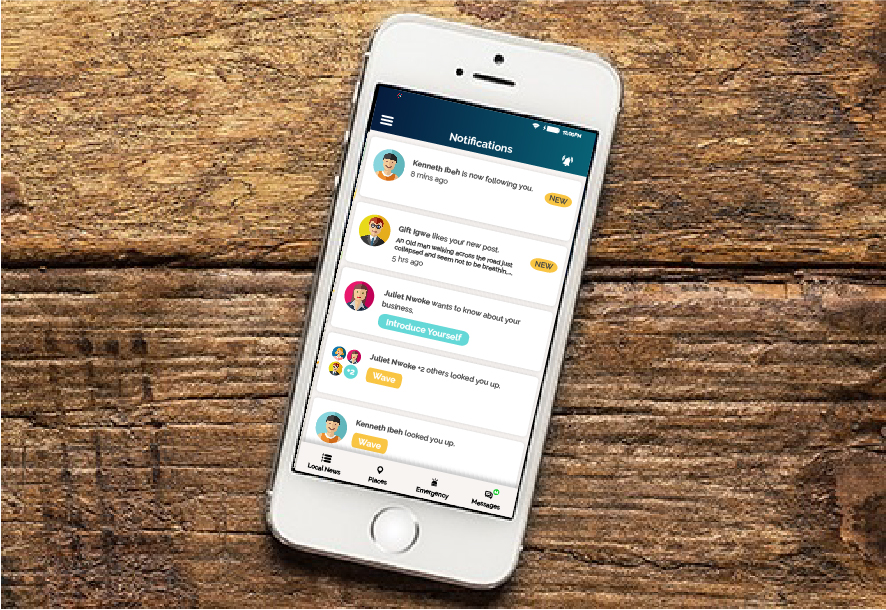 11:00PM
Notifications
Kenneth Ibeh is now following you.
8 mins ago
NEW
Gift Igwe likes your new post.
An Old man walking across the road just
collapsed and seem not to be breathin....
5 hrs ago
NEW
Juliet Nwoke wants to know about your
business.
Introduce Yourself
Juliet Nwoke +2 others looked you up.
+2
Wave
Kenneth Ibeh looked you up.
Wave
Local News
Places
Emergency
Messages